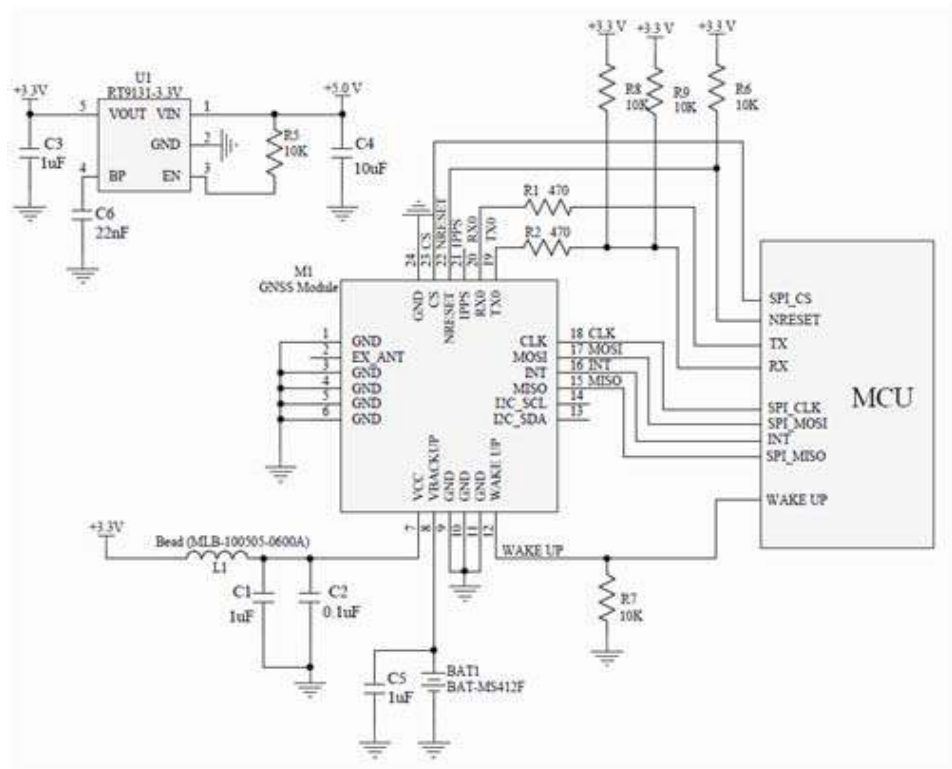 +3.3V
U1
RT9131-3.3V
5 VOUT VIN 1
GND 2
4 BP EN 3
+5.0 V
R5
10K
C3
1uF
C4
10uF
C6
22nF
+3.3 V
+3.3 V
+3.3 V
R8
10K
R9
10K
R6
10K
R1 470
R2 470
24
23 CS
22 NRESET
21 1PPS
20 RX0
19 TX0
M1
GNSS Module
GND
CS
NRESET
1PPS
RX0
TX0
1 GND
2 EX_ANT
3 GND
4 GND
5 GND
6 GND
CLK 18 CLK
MOSI 17 MOSI
INT 16 INT
MISO 15 MISO
I2C_SCL 14
I2C_SDA 13
VCC
VBACKUP
GND
GND
GND
WAKE UP
7
8
9
10
11
12
SPI_CS
NRESET
TX
RX
SPI_CLK
SPI_MOSI
INT
SPI_MISO
WAKE UP
MCU
+3.3V
Bead (MLB-100505-0600A)
L1
C1
1uF
C2
0.1uF
WAKE UP
R7
10K
C5
1uF
BAT1
BAT-MS412F